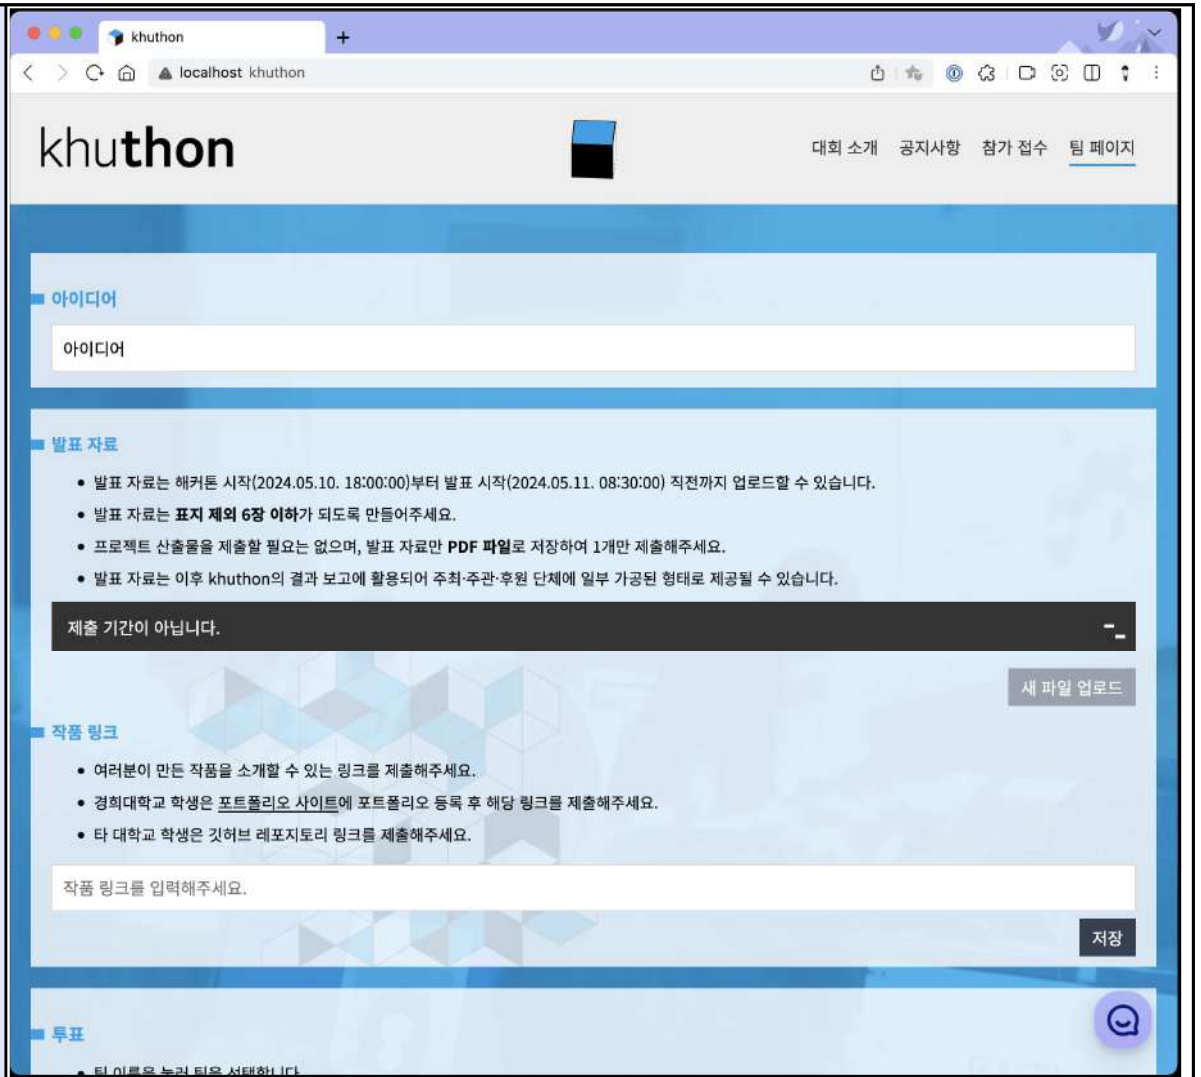 khuthon
localhost khuthon
khuthon
대회 소개 공지사항 참가 접수 팀 페이지
아이디어
아이디어
발표 자료
발표 자료는 해커톤 시작(2024.05.10. 18:00:00)부터 발표 시작(2024.05.11. 08:30:00) 직전까지 업로드할 수 있습니다.
발표 자료는 표지 제외 6장 이하가 되도록 만들어주세요.
프로젝트 산출물을 제출할 필요는 없으며, 발표 자료만 PDF 파일로 저장하여 1개만 제출해주세요.
발표 자료는 이후 khuthon의 결과 보고에 활용되어 주최·주관·후원 단체에 일부 가공된 형태로 제공될 수 있습니다.
제출 기간이 아닙니다.
새 파일 업로드
작품 링크
여러분이 만든 작품을 소개할 수 있는 링크를 제출해주세요.
경희대학교 학생은 포트폴리오 사이트에 포트폴리오 등록 후 해당 링크를 제출해주세요.
타 대학교 학생은 깃허브 레포지토리 링크를 제출해주세요.
작품 링크를 입력해주세요.
저장
투표
팀 이름을 눌러 팀을 선택합니다.